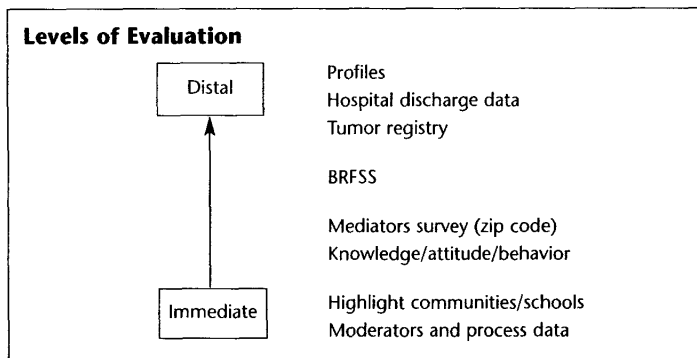 Levels of Evaluation
Distal
Profiles
Hospital discharge data
Tumor registry
BRFSS
Mediators survey (zip code)
Knowledge/attitude/behavior
Immediate
Highlight communities/schools
Moderators and process data